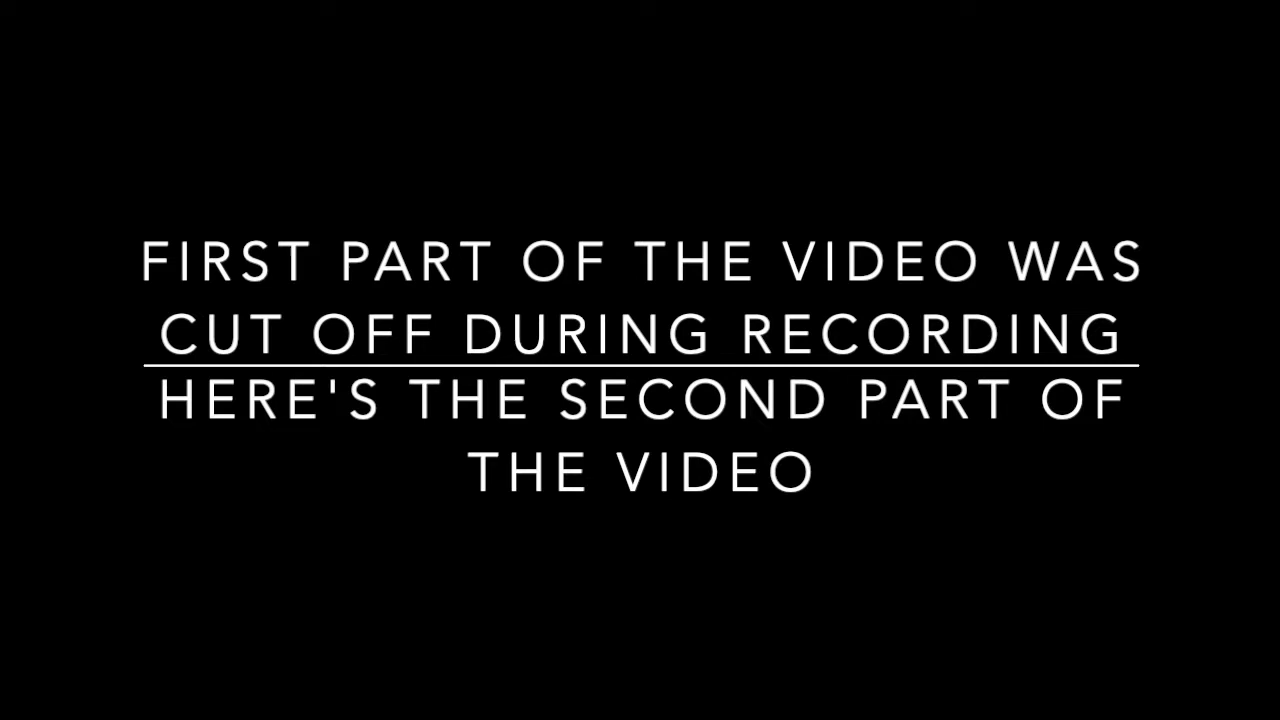 FIRST PART OF THE VIDEO WAS
CUT OFF DURING RECORDING
HERE'S THE SECOND PART OF
THE VIDEO